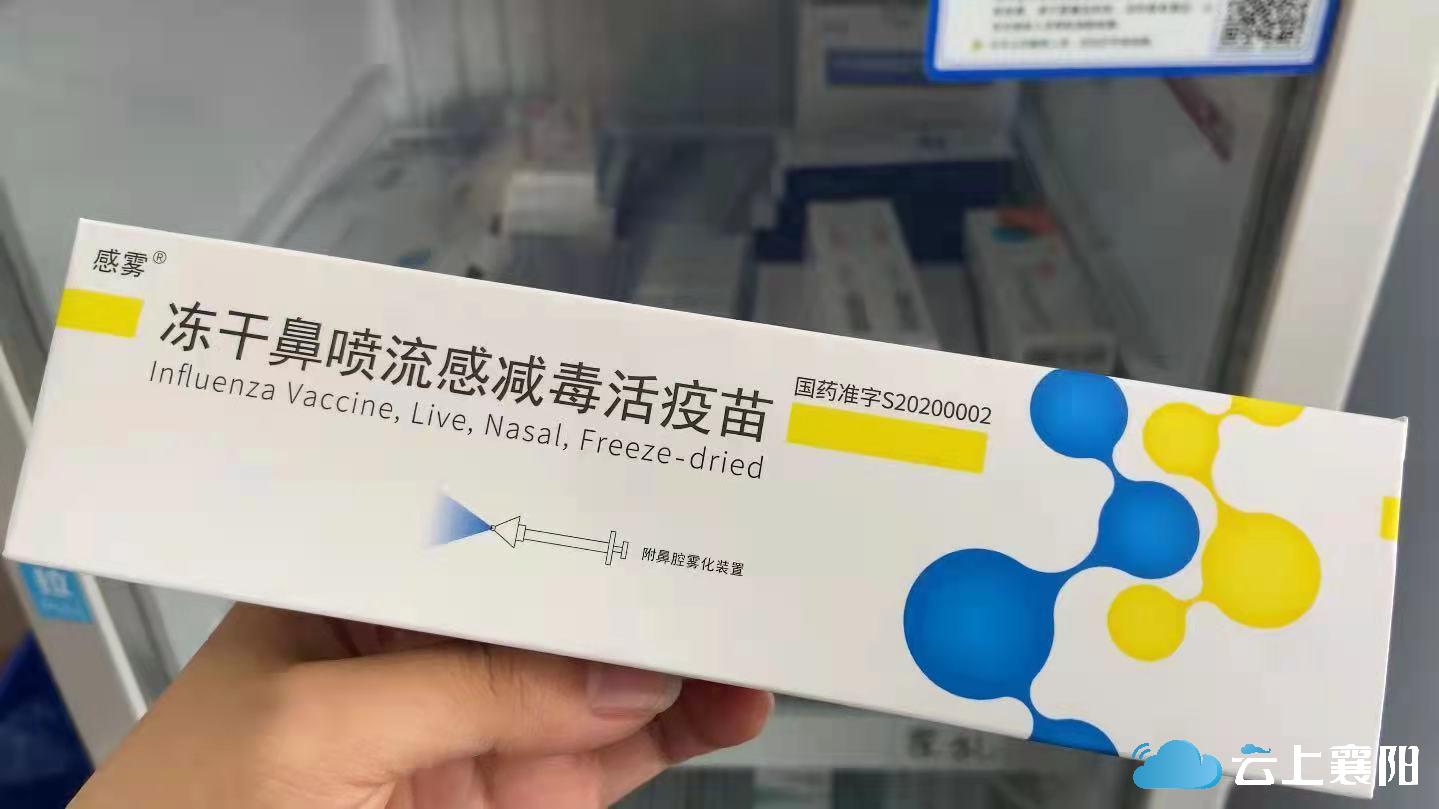 感雾®
冻干鼻喷流感减毒活疫苗
Influenza Vaccine, Live, Nasal, Freeze-dried
国药准字S20200002
附鼻腔雾化装置
云上襄阳